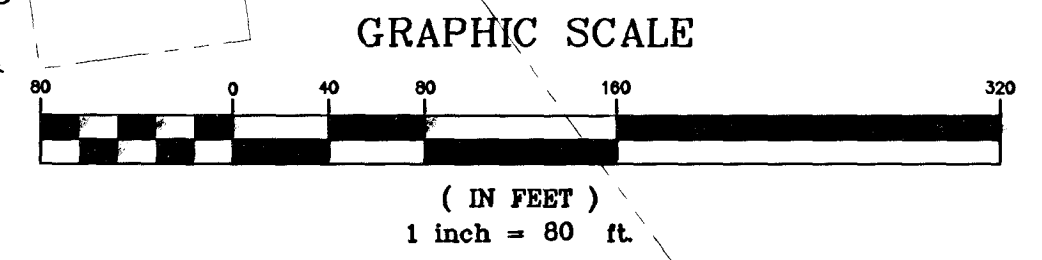 GRAPHIC SCALE
80 0 40 80 160 320
( IN FEET )
1 inch = 80 ft.